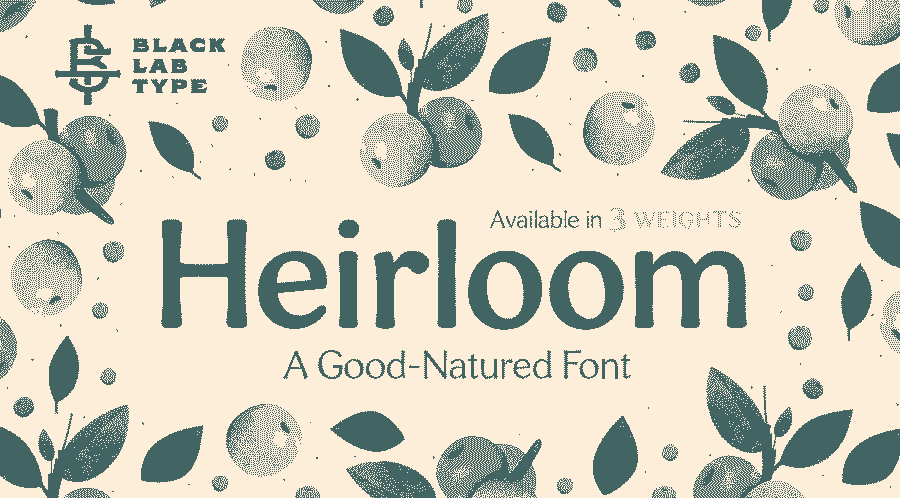 BLACK
LAB
TYPE
Available in 3 WEIGHTS
Heirloom
A Good-Natured Font